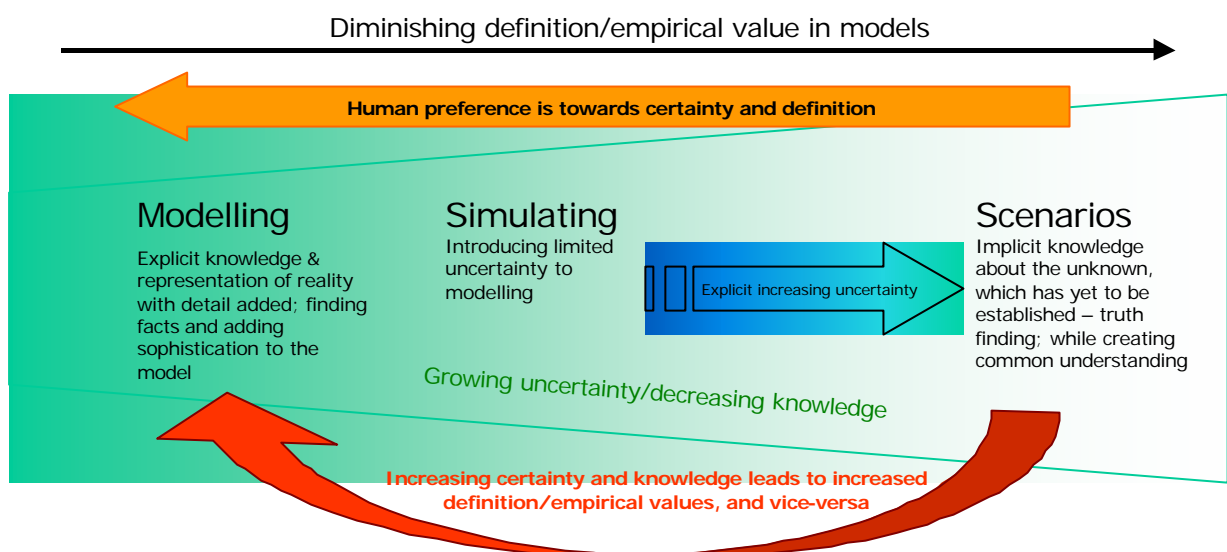 Diminishing definition/empirical value in models
Human preference is towards certainty and definition
Modelling
Explicit knowledge &
representation of reality
with detail added; finding
facts and adding
sophistication to the
model
Simulating
Introducing limited
uncertainty to
modelling
Explicit increasing uncertainty
Scenarios
Implicit knowledge
about the unknown,
which has yet to be
established – truth
finding; while creating
common understanding
Growing uncertainty/decreasing knowledge
Increasing certainty and knowledge leads to increased
definition/empirical values, and vice-versa